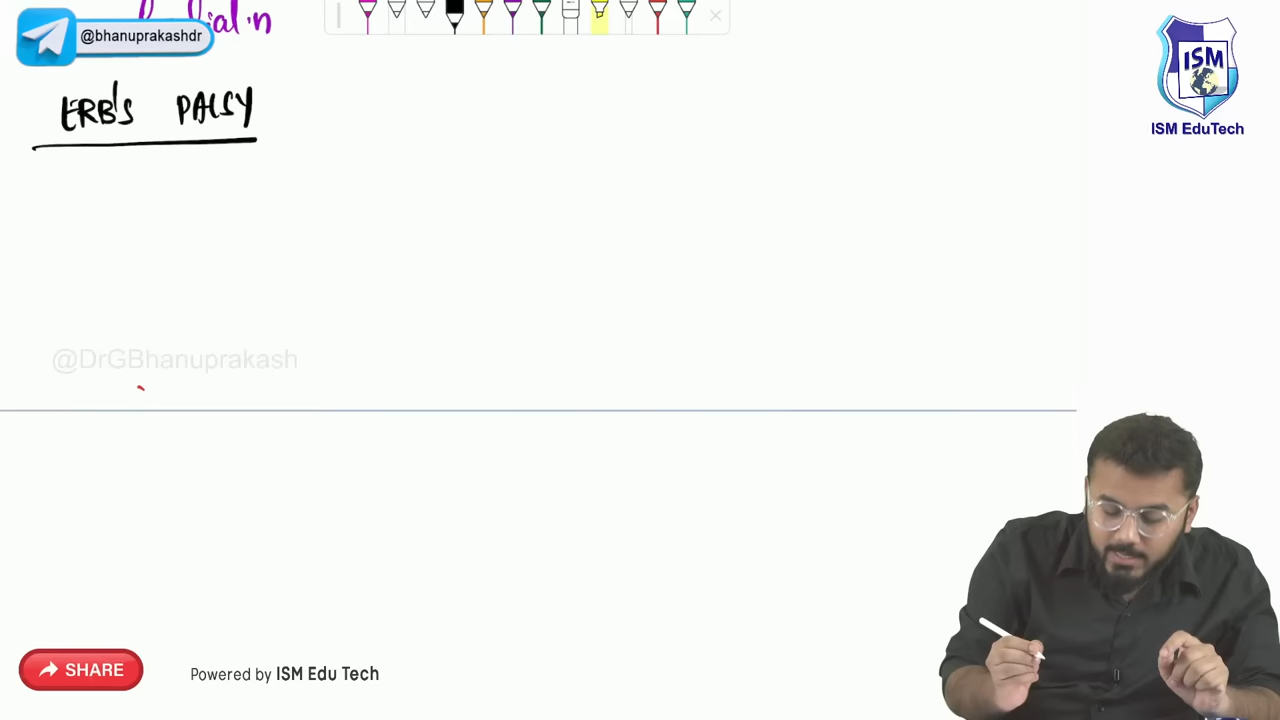 @bhanuprakashdr
ERB'S PALSY
ISM
ISM EduTech
@DrGBhanuprakash
SHARE
Powered by ISM Edu Tech